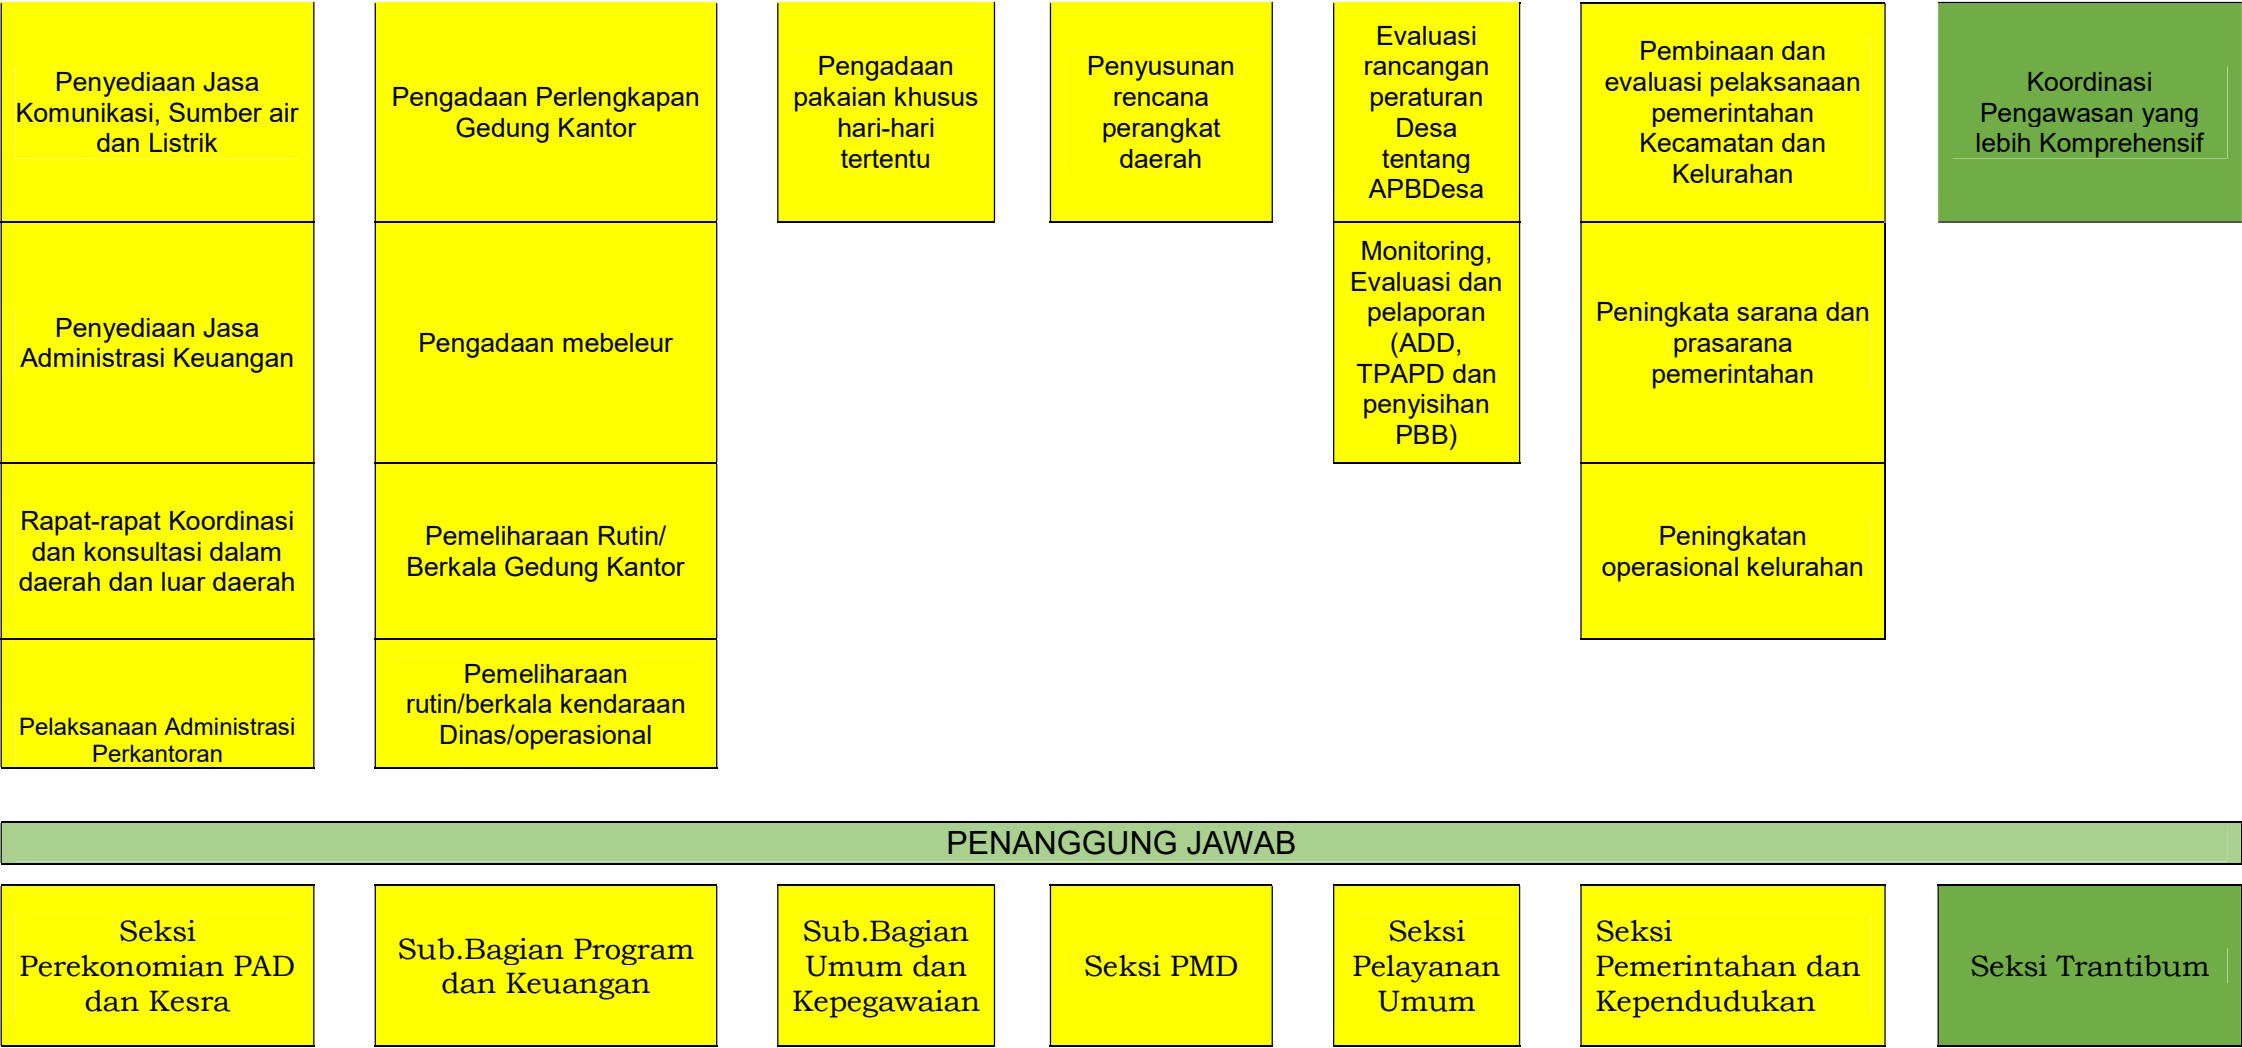 Penyediaan Jasa
Komunikasi, Sumber air
dan Listrik
Pengadaan Perlengkapan
Gedung Kantor
Pengadaan
pakaian khusus
hari-hari
tertentu
Penyusunan
rencana
perangkat
daerah
Evaluasi
rancangan
peraturan
Desa
tentang
APBDesa
Pembinaan dan
evaluasi pelaksanaan
pemerintahan
Kecamatan dan
Kelurahan
Koordinasi
Pengawasan yang
lebih Komprehensif
Penyediaan Jasa
Administrasi Keuangan
Pengadaan mebeleur
Monitoring,
Evaluasi dan
pelaporan
(ADD,
TPAPD dan
penyisihan
PBB)
Peningkata sarana dan
prasarana
pemerintahan
Rapat-rapat Koordinasi
dan konsultasi dalam
daerah dan luar daerah
Pemeliharaan Rutin/
Berkala Gedung Kantor
Peningkatan
operasional kelurahan
Pelaksanaan Administrasi
Perkantoran
Pemeliharaan
rutin/berkala kendaraan
Dinas/operasional
PENANGGUNG JAWAB
Seksi
Perekonomian PAD
dan Kesra
Sub.Bagian Program
dan Keuangan
Sub.Bagian
Umum dan
Kepegawaian
Seksi PMD
Seksi
Pelayanan
Umum
Seksi
Pemerintahan dan
Kependudukan
Seksi Trantibum